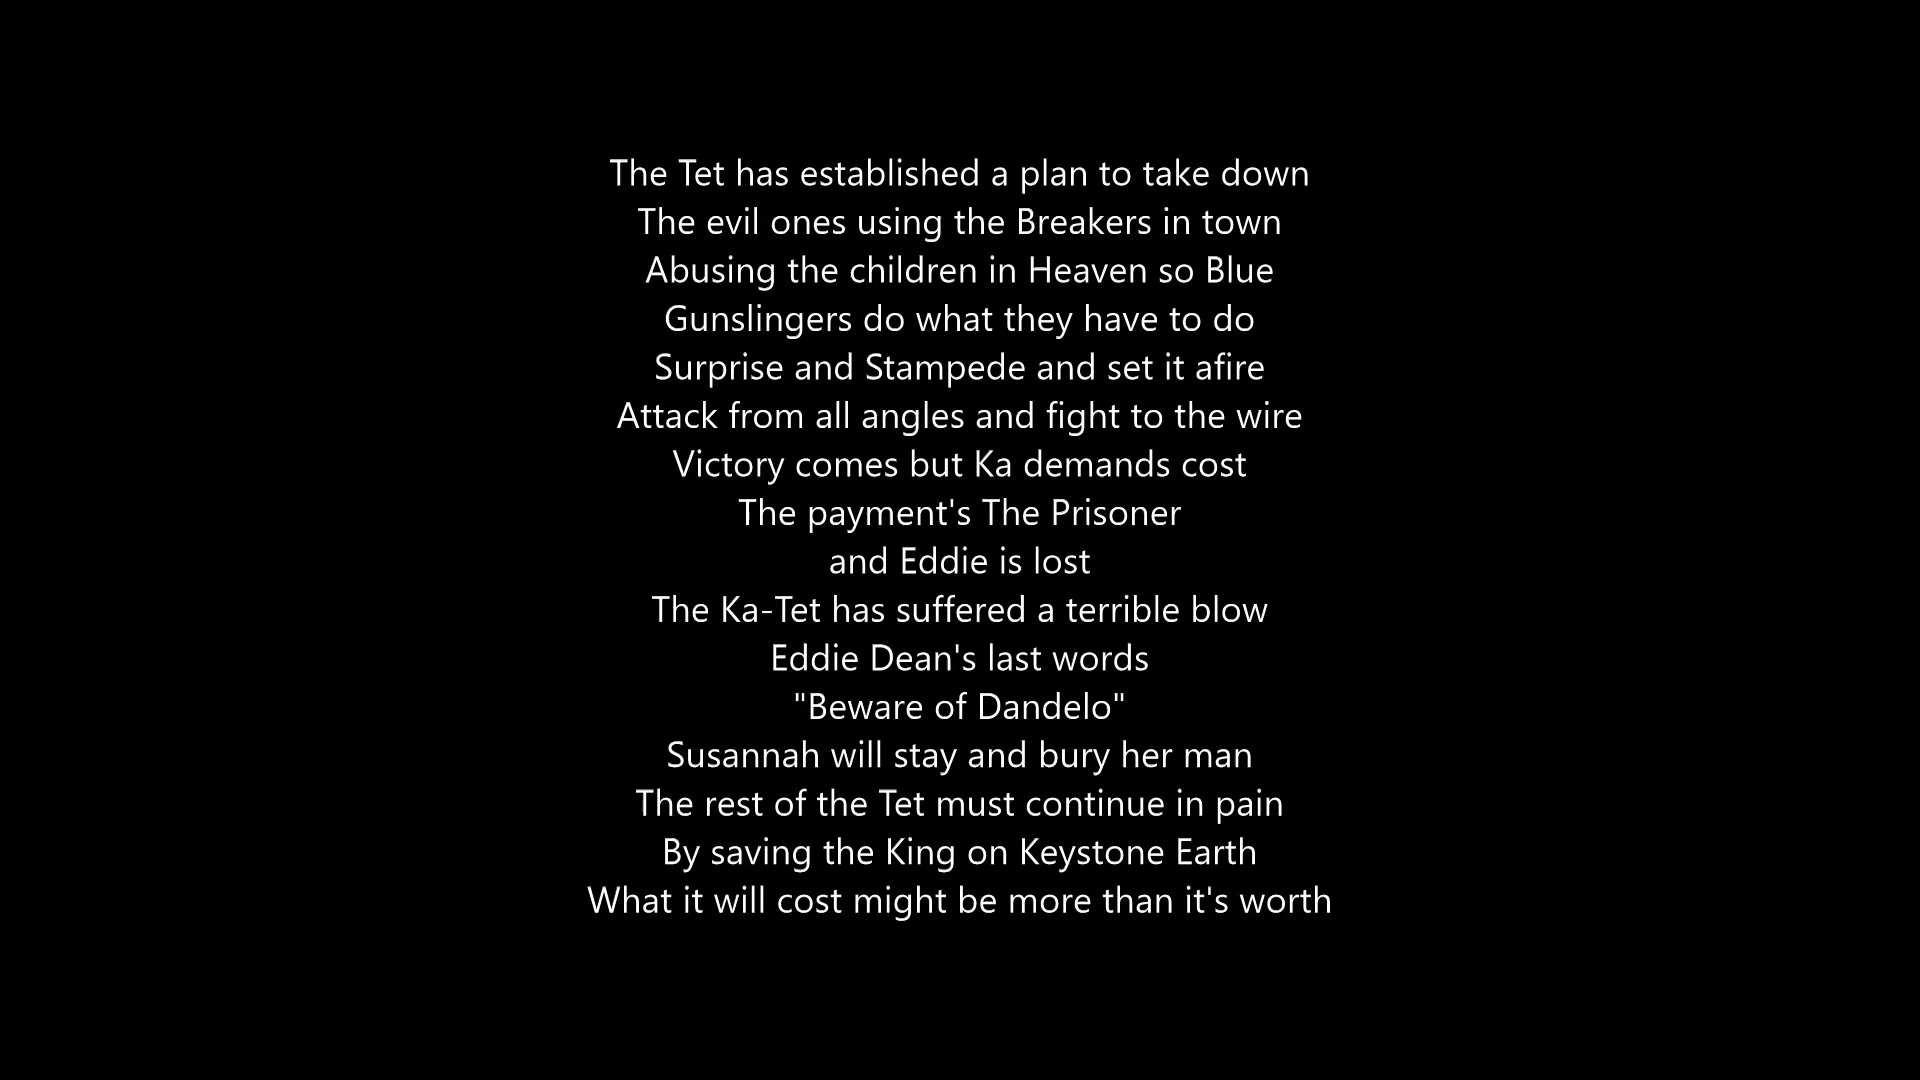 The Tet has established a plan to take down
The evil ones using the Breakers in town
Abusing the children in Heaven so Blue
Gunslingers do what they have to do
Surprise and Stampede and set it afire
Attack from all angles and fight to the wire
Victory comes but Ka demands cost
The payment's The Prisoner
and Eddie is lost
The Ka-Tet has suffered a terrible blow
Eddie Dean's last words
"Beware of Dandelo"
Susannah will stay and bury her man
The rest of the Tet must continue in pain
By saving the King on Keystone Earth
What it will cost might be more than it's worth